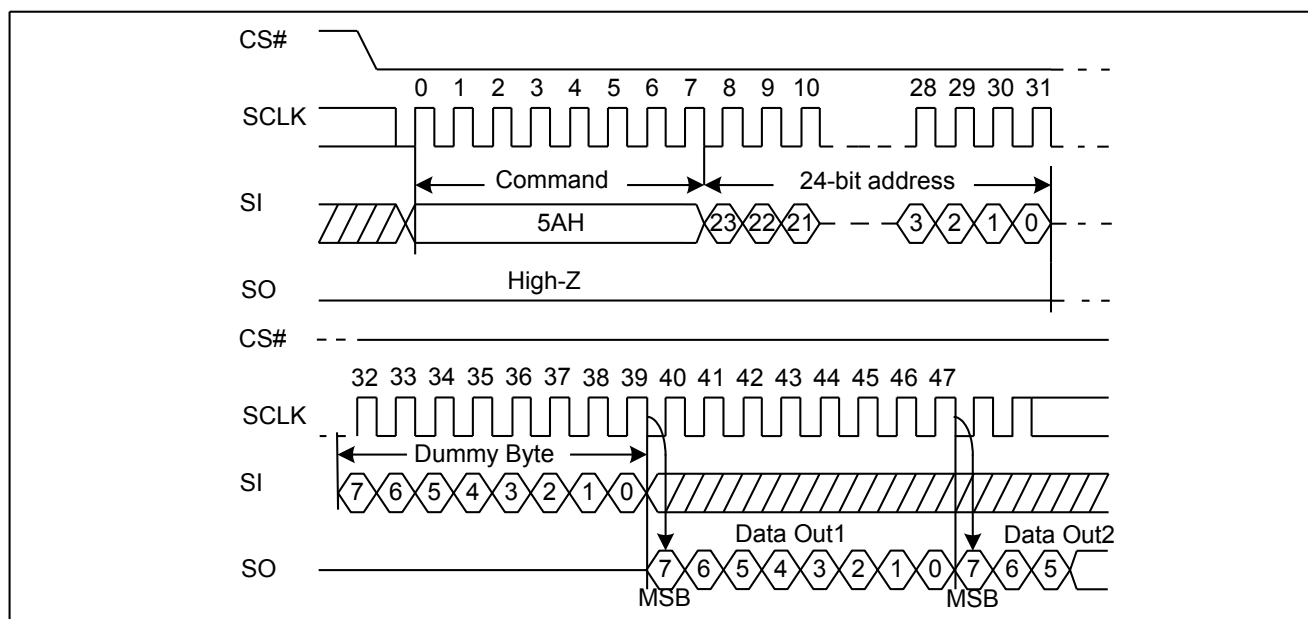 CS#
0 1 2 3 4 5 6 7 8 9 10 28 29 30 31
SCLK
Command 24-bit address
SI
5AH 23 22 21 3 2 1 0
High-Z
SO
CS#
32 33 34 35 36 37 38 39 40 41 42 43 44 45 46 47
SCLK
Dummy Byte
SI
7 6 5 4 3 2 1 0
Data Out1 Data Out2
SO
7 6 5 4 3 2 1 0 7 6 5
MSB MSB